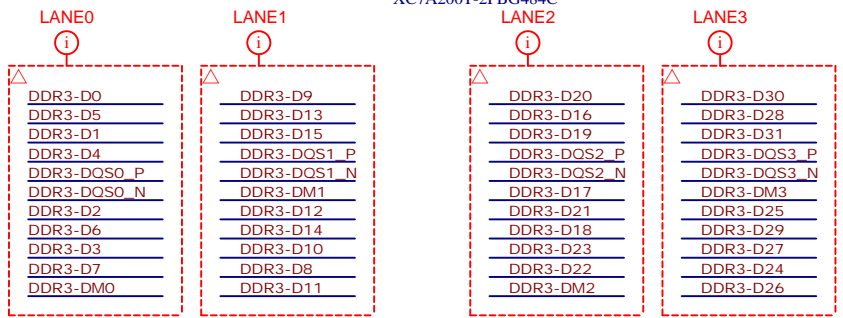 LANE0
i
DDR3-D0
DDR3-D5
DDR3-D1
DDR3-D4
DDR3-DQS0_P
DDR3-DQS0_N
DDR3-D2
DDR3-D6
DDR3-D3
DDR3-D7
DDR3-DM0
LANE1
i
DDR3-D9
DDR3-D13
DDR3-D15
DDR3-DQS1_P
DDR3-DQS1_N
DDR3-DM1
DDR3-D12
DDR3-D14
DDR3-D10
DDR3-D8
DDR3-D11
LANE2
i
DDR3-D20
DDR3-D16
DDR3-D19
DDR3-DQS2_P
DDR3-DQS2_N
DDR3-D17
DDR3-D21
DDR3-D18
DDR3-D23
DDR3-D22
DDR3-DM2
LANE3
i
DDR3-D30
DDR3-D28
DDR3-D31
DDR3-DQS3_P
DDR3-DQS3_N
DDR3-DM3
DDR3-D25
DDR3-D29
DDR3-D27
DDR3-D24
DDR3-D26